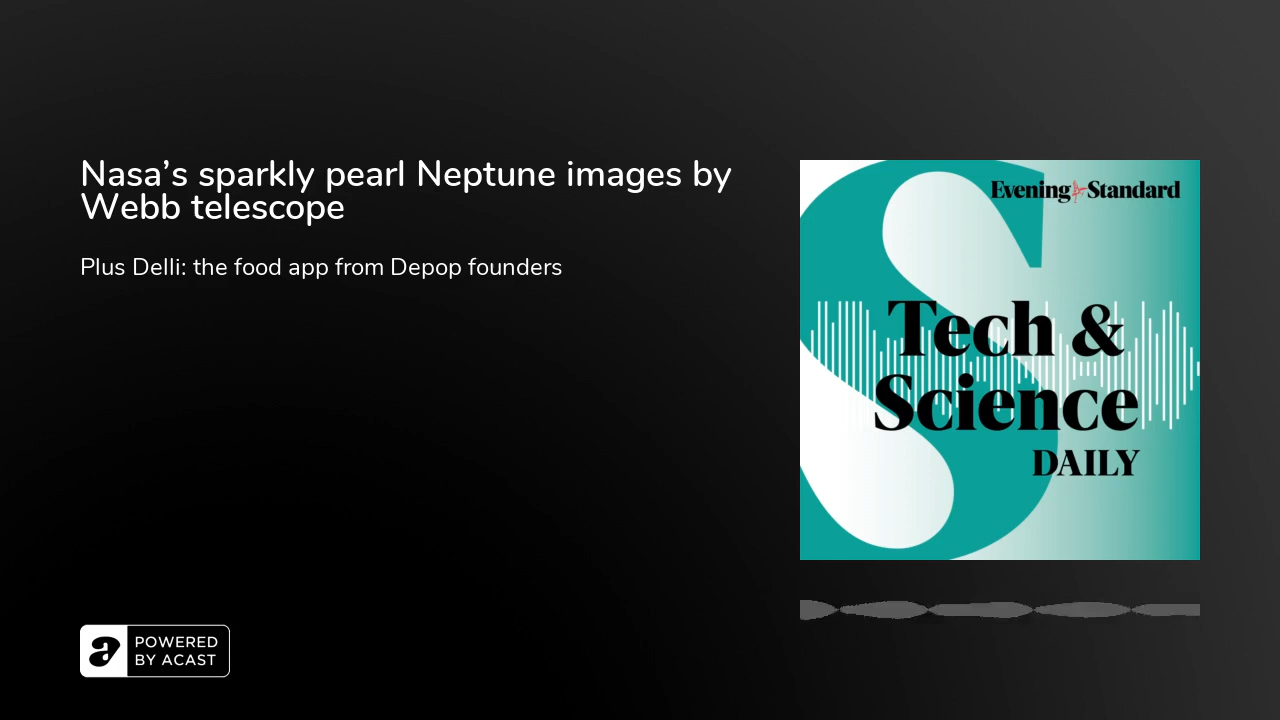 Nasa’s sparkly pearl Neptune images by
Webb telescope
Plus Delli: the food app from Depop founders
Evening Standard
Tech &
Science
DAILY
a
POWERED
BY ACAST